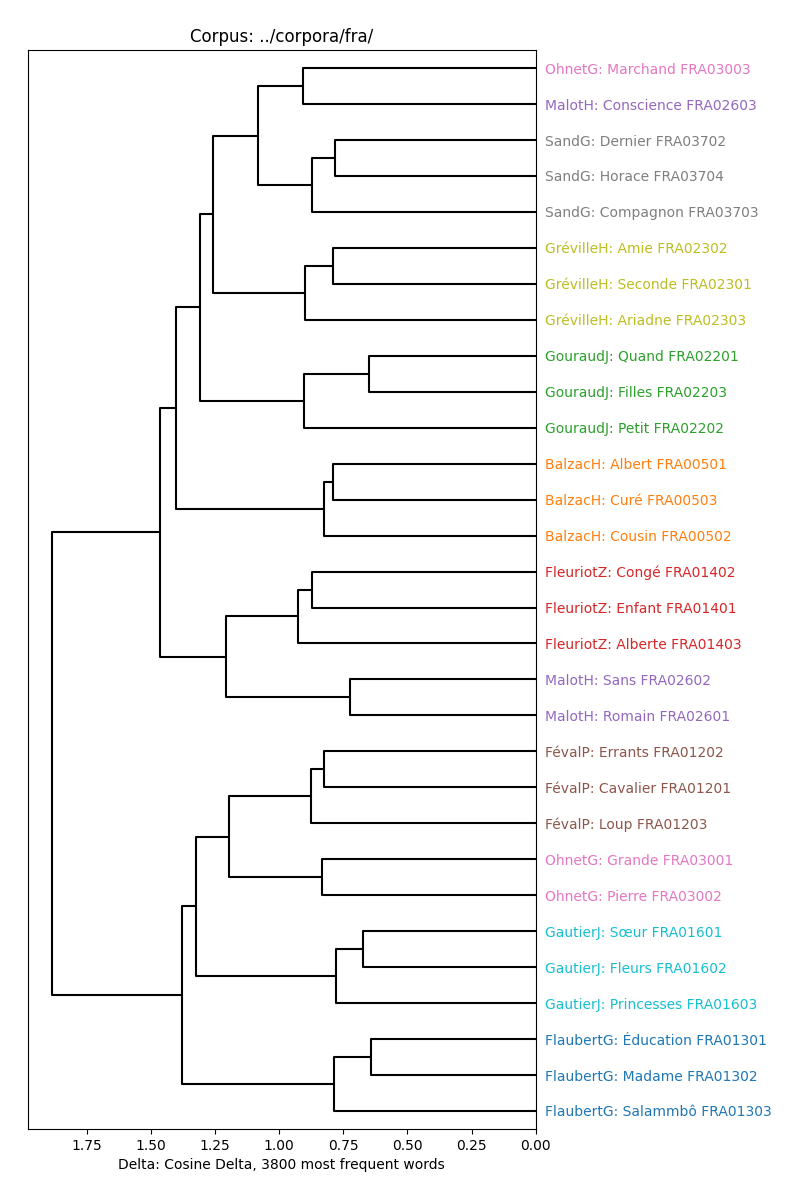 Corpus: ../corpora/fra/
OhnetG: Marchand FRA03003
MalotH: Conscience FRA02603
SandG: Dernier FRA03702
SandG: Horace FRA03704
SandG: Compagnon FRA03703
GrévilleH: Amie FRA02302
GrévilleH: Seconde FRA02301
GrévilleH: Ariadne FRA02303
GouraudJ: Quand FRA02201
GouraudJ: Filles FRA02203
GouraudJ: Petit FRA02202
BalzacH: Albert FRA00501
BalzacH: Curé FRA00503
BalzacH: Cousin FRA00502
FleuriotZ: Congé FRA01402
FleuriotZ: Enfant FRA01401
FleuriotZ: Alberte FRA01403
MalotH: Sans FRA02602
MalotH: Romain FRA02601
FévalP: Errants FRA01202
FévalP: Cavalier FRA01201
FévalP: Loup FRA01203
OhnetG: Grande FRA03001
OhnetG: Pierre FRA03002
GautierJ: Sœur FRA01601
GautierJ: Fleurs FRA01602
GautierJ: Princesses FRA01603
FlaubertG: Éducation FRA01301
FlaubertG: Madame FRA01302
FlaubertG: Salammbô FRA01303
1.75 1.50 1.25 1.00 0.75 0.50 0.25 0.00
Delta: Cosine Delta, 3800 most frequent words